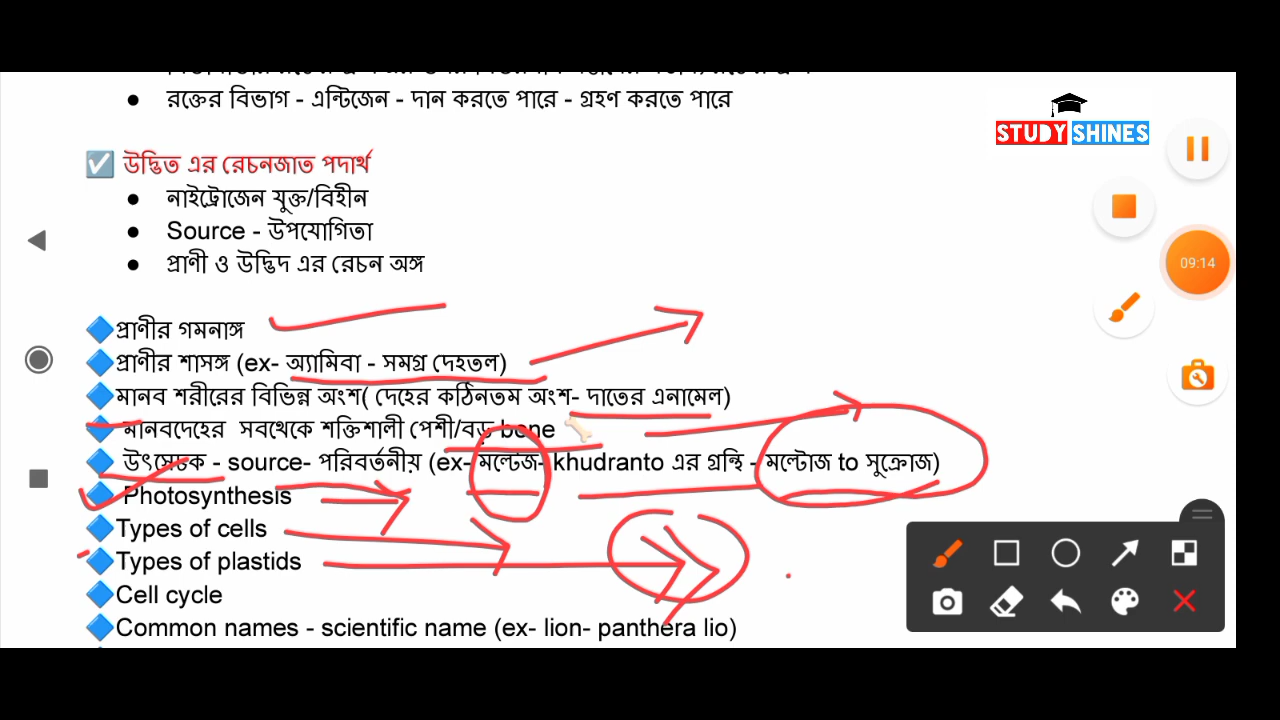 রক্তের বিভাগ - এন্টিজেন - দান করতে পারে - গ্রহণ করতে পারে
STUDY SHINES
উদ্ভিত এর রেচনজাত পদার্থ
নাইট্রোজেন যুক্ত/বিহীন
Source - উপযোগিতা
প্রাণী ও উদ্ভিদ এর রেচন অঙ্গ
09:14
প্রাণীর গমনাঙ্গ
প্রাণীর শাসঙ্গ (ex- অ্যামিবা - সমগ্র দেহতল)
মানব শরীরের বিভিন্ন অংশ( দেহের কঠিনতম অংশ- দাতের এনামেল)
মানবদেহের সবথেকে শক্তিশালী পেশী/বড় bone
উৎসেচক - source- পরিবর্তনীয় (ex- মল্টেজ- khudranto এর গ্রন্থি - মল্টোজ to সুক্রোজ)
Photosynthesis
Types of cells
Types of plastids
Cell cycle
Common names - scientific name (ex- lion- panthera lio)